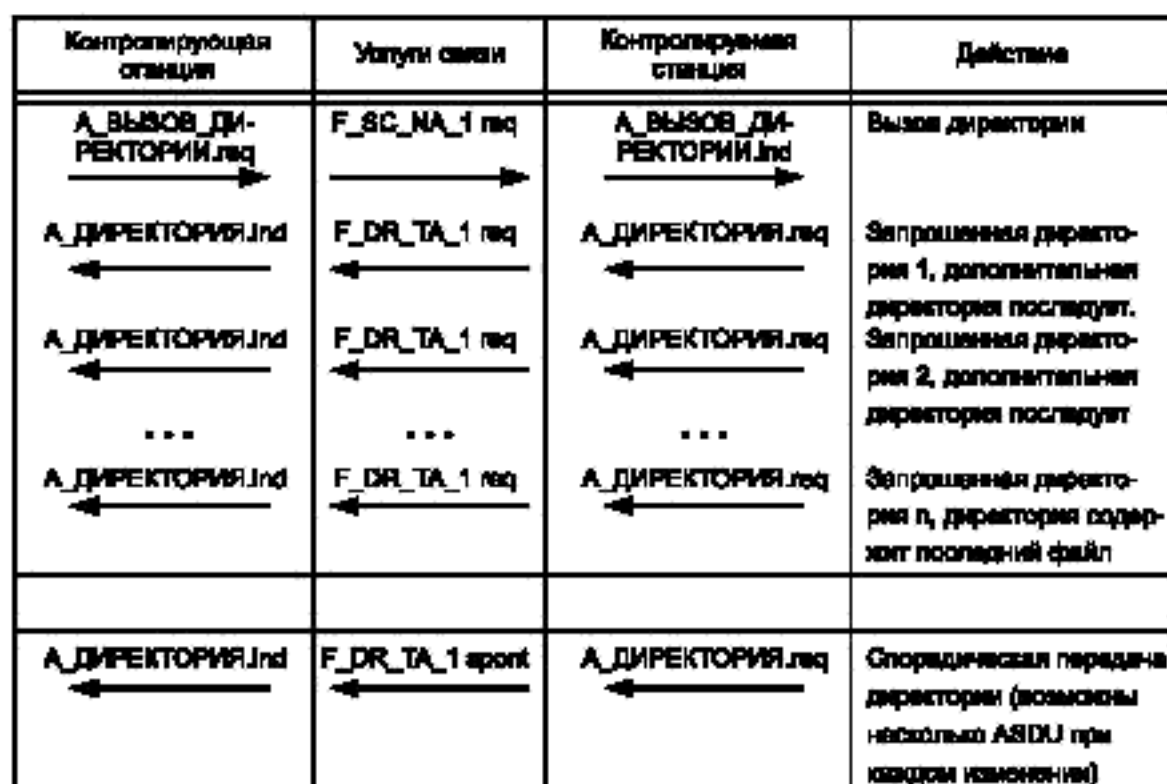 Контролирующая
станция
Услуги связи
Контролируемая
станция
Действие
А_ВЫЗОВ_ДИ-
РЕКТОРИИ.req
F_SC_NA_1 req
А_ВЫЗОВ_ДИ-
РЕКТОРИИ.ind
Вызов директории
А_ДИРЕКТОРИЯ.ind
F_DR_TA_1 req
А_ДИРЕКТОРИЯ.req
Запрошенная директо-
рия 1, дополнительная
директория последует.
А_ДИРЕКТОРИЯ.ind
F_DR_TA_1 req
А_ДИРЕКТОРИЯ.req
Запрошенная директо-
рия 2, дополнительная
директория последует
... ... ...
А_ДИРЕКТОРИЯ.ind
F_DR_TA_1 req
А_ДИРЕКТОРИЯ.req
Запрошенная директо-
рия n, директория содер-
жит последний файл
А_ДИРЕКТОРИЯ.ind
F_DR_TA_1 spont
А_ДИРЕКТОРИЯ.req
Спорадическая передача
директории (возможны
несколько ASDU при
каждом изменении)